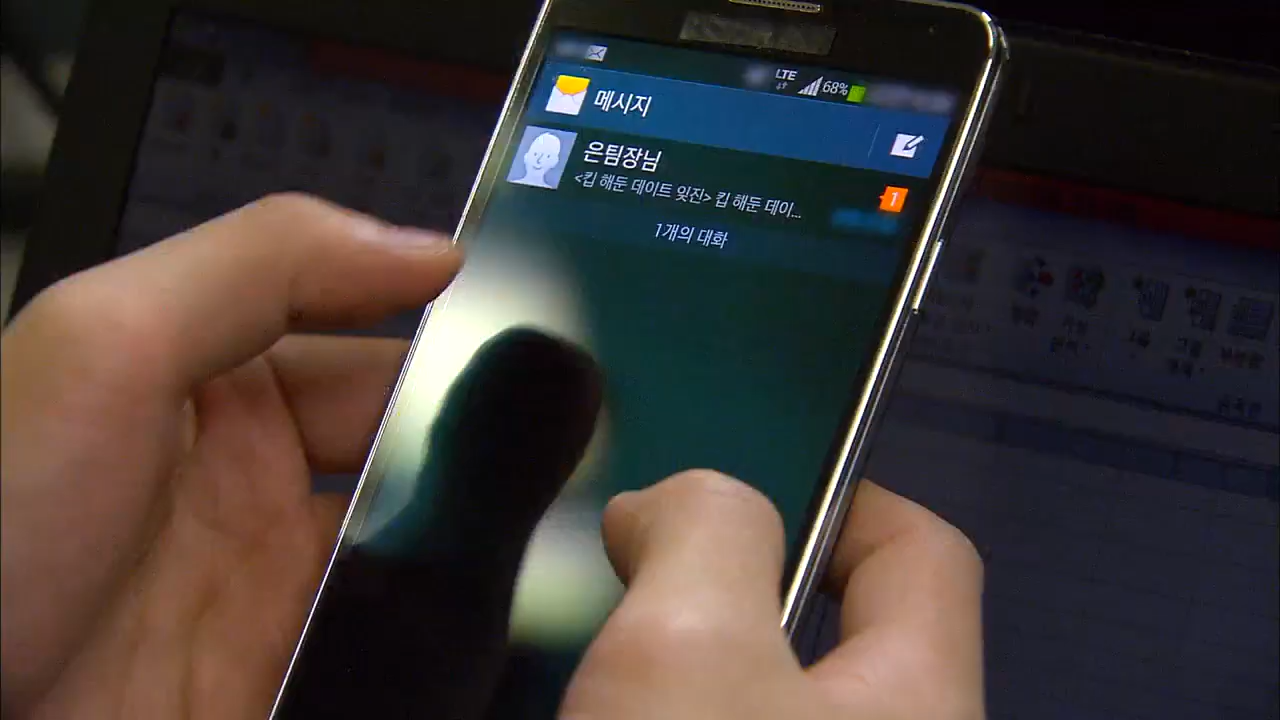 LTE 68%
메시지
은팀장님
<킵 해둔 데이트 잊진> 킵 해둔 데이...
1
1개의 대화